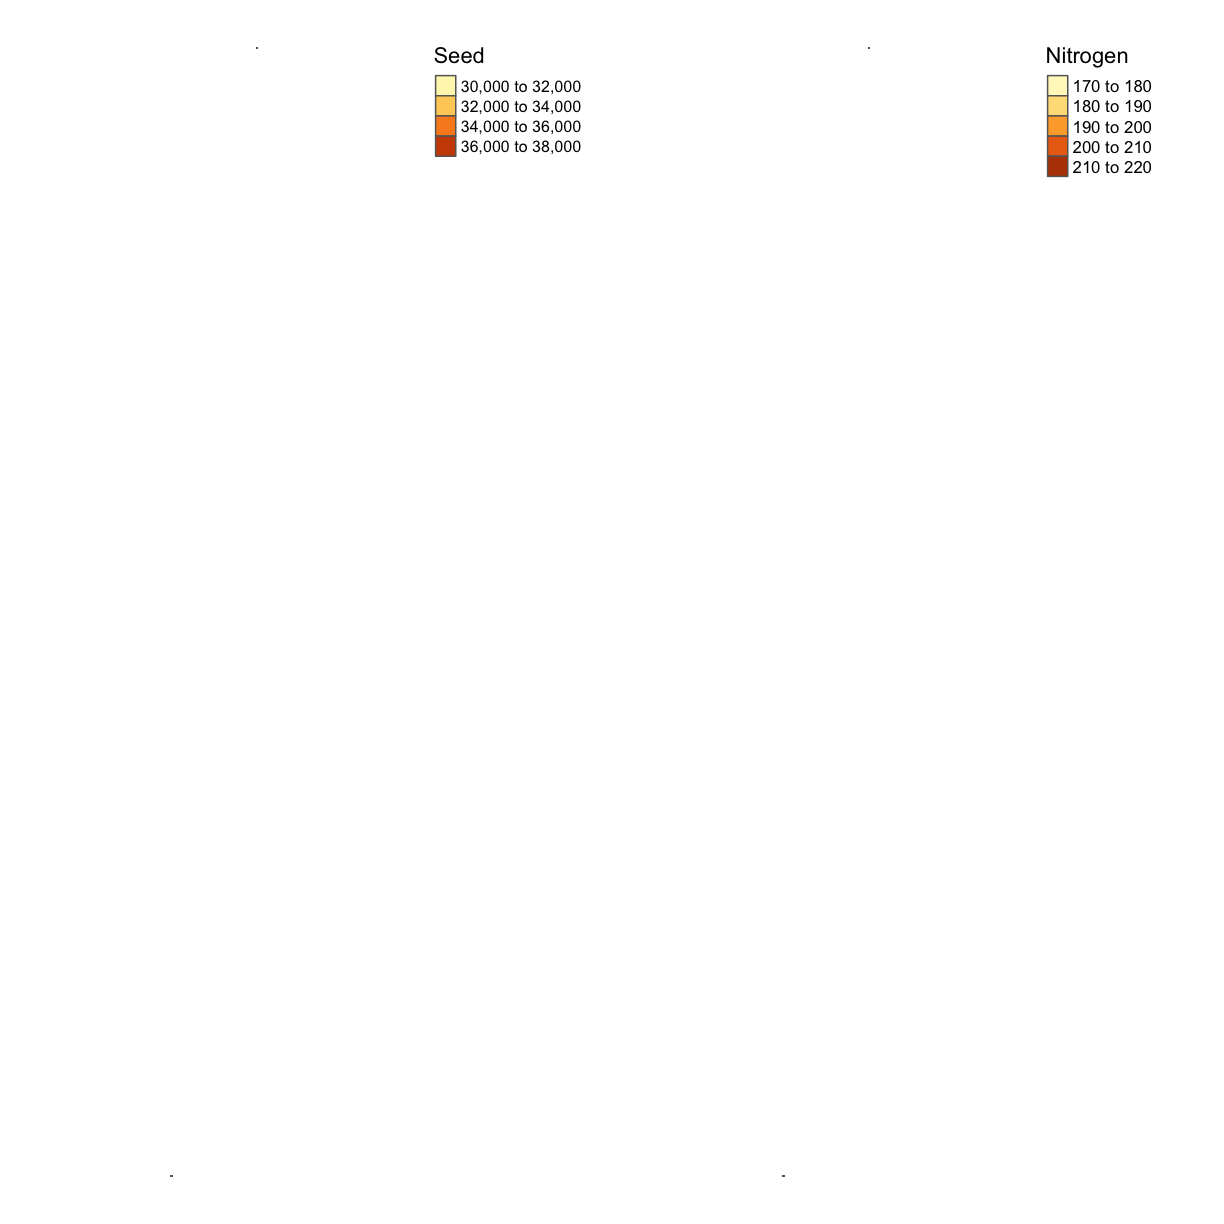 Seed
30,000 to 32,000
32,000 to 34,000
34,000 to 36,000
36,000 to 38,000
Nitrogen
170 to 180
180 to 190
190 to 200
200 to 210
210 to 220